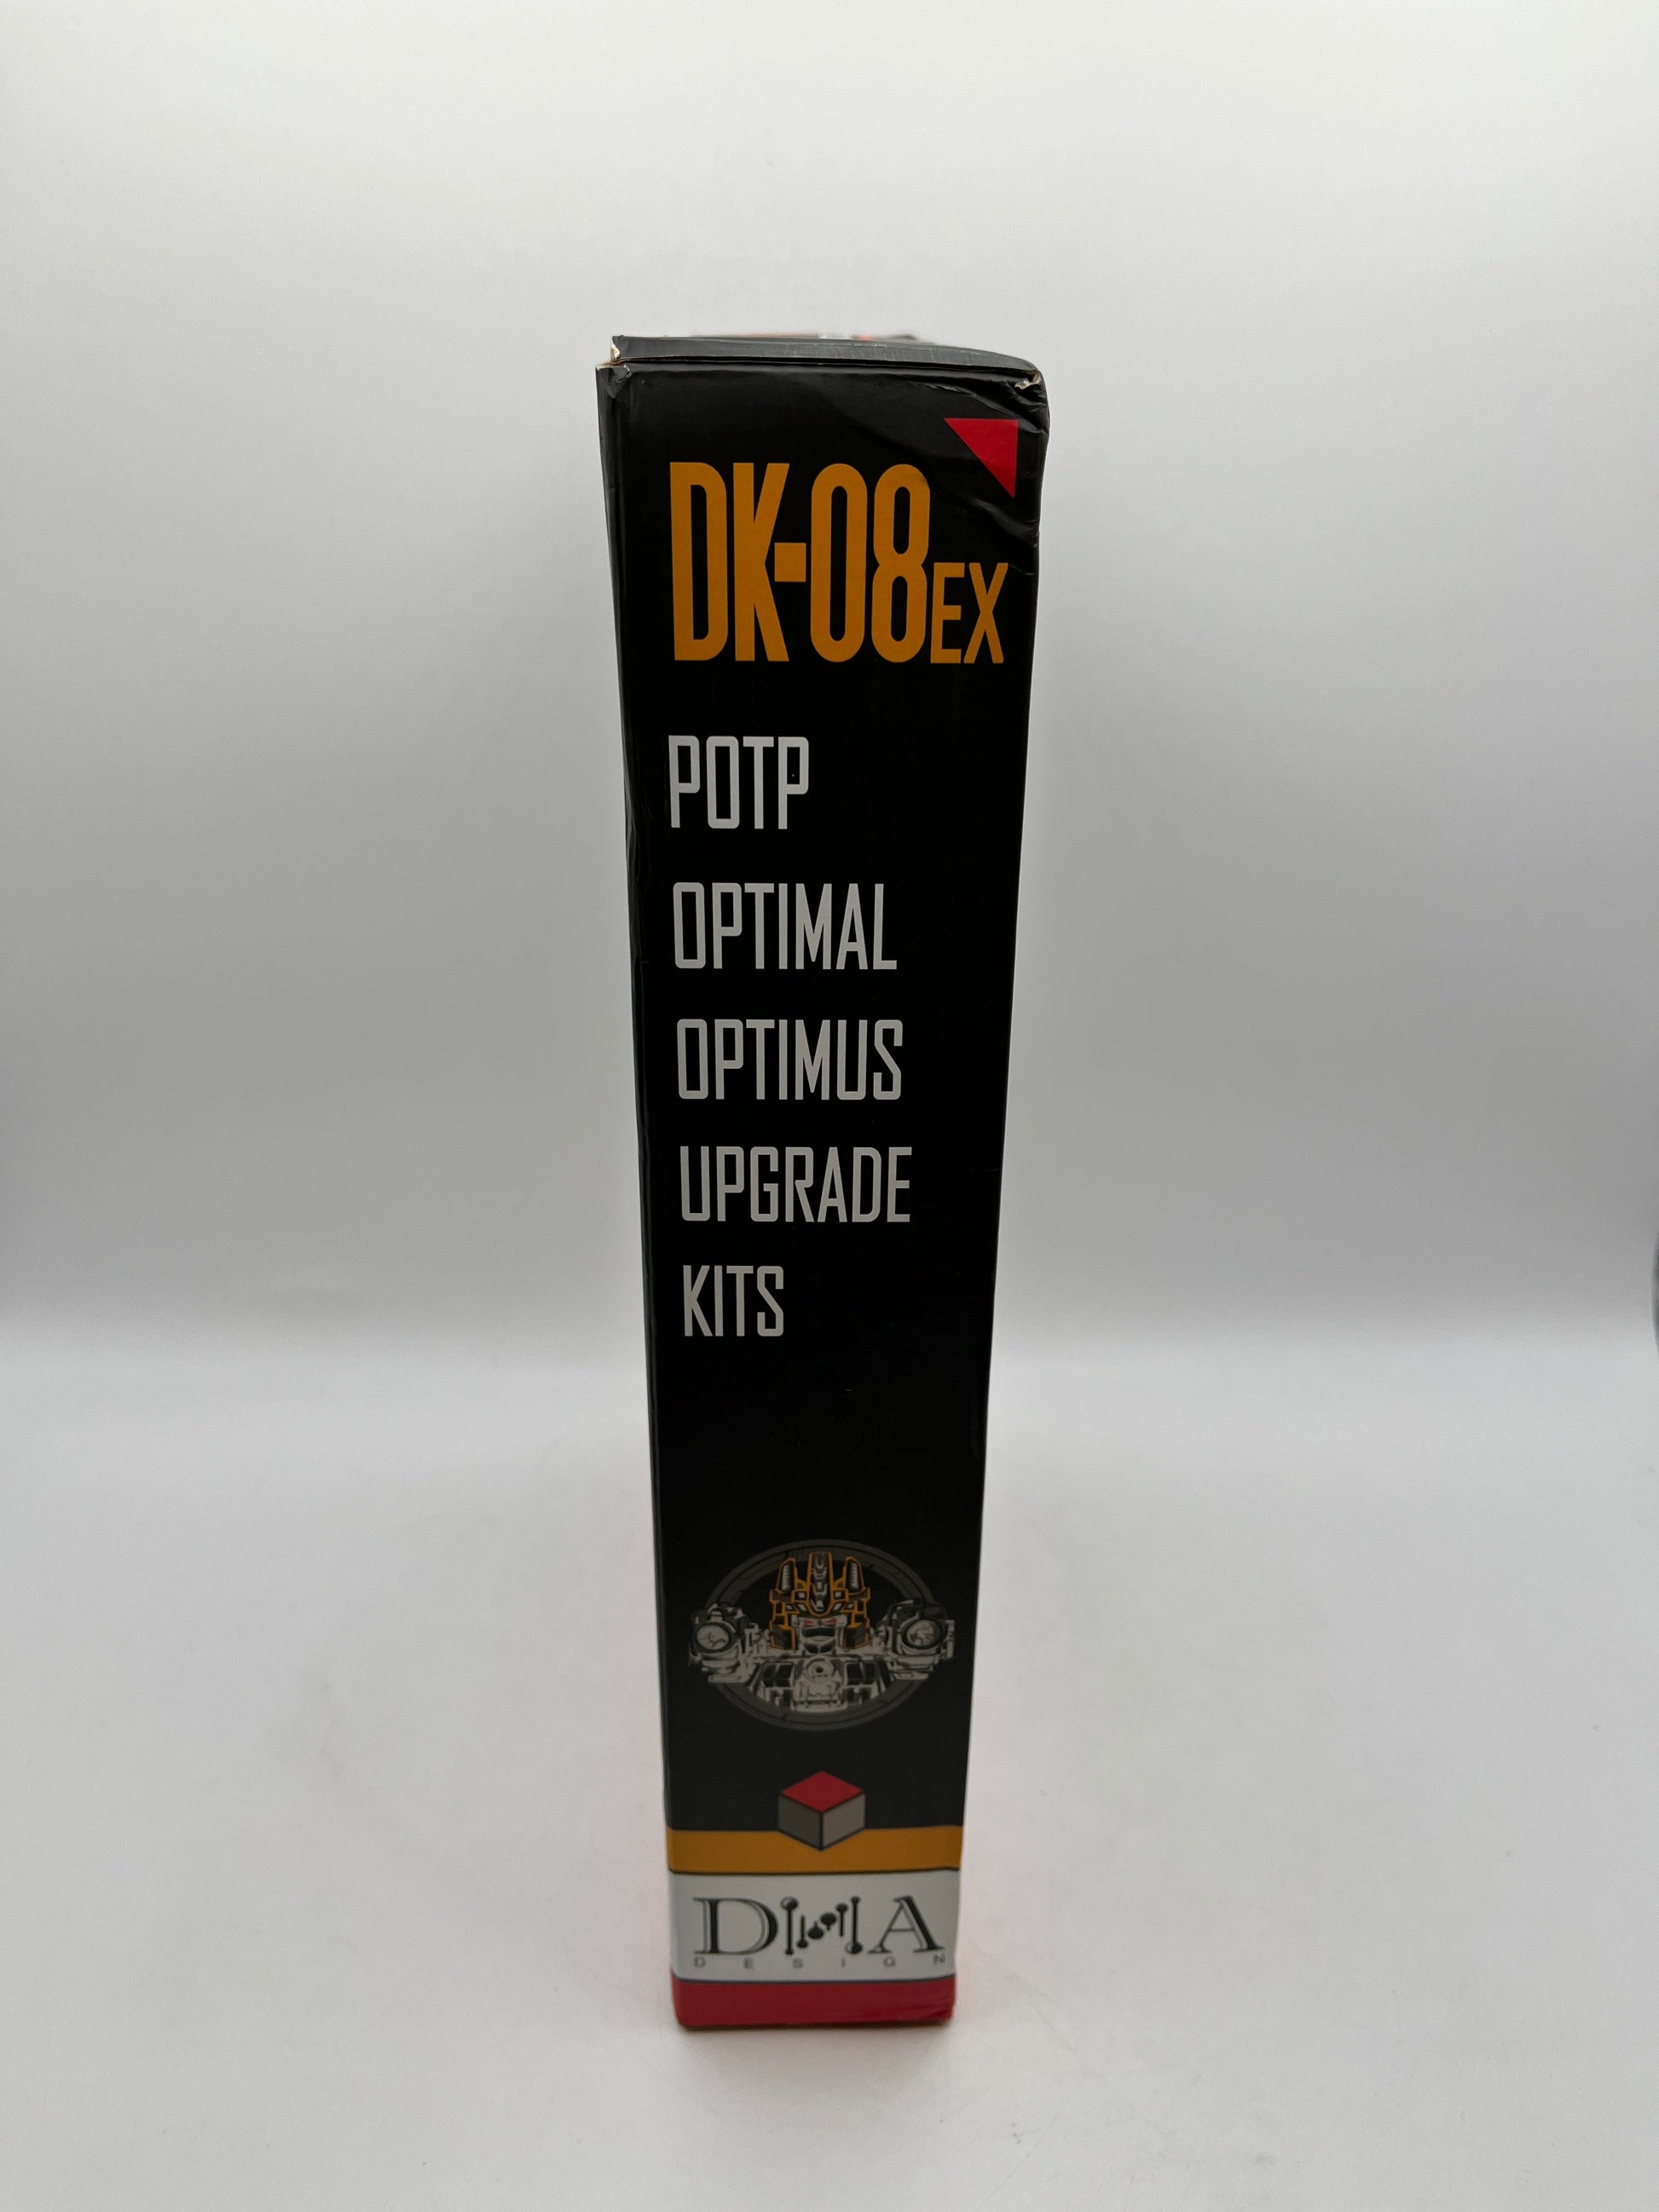 DK-08EX
POTP
OPTIMAL
OPTIMUS
UPGRADE
KITS
DNA
DESIGN